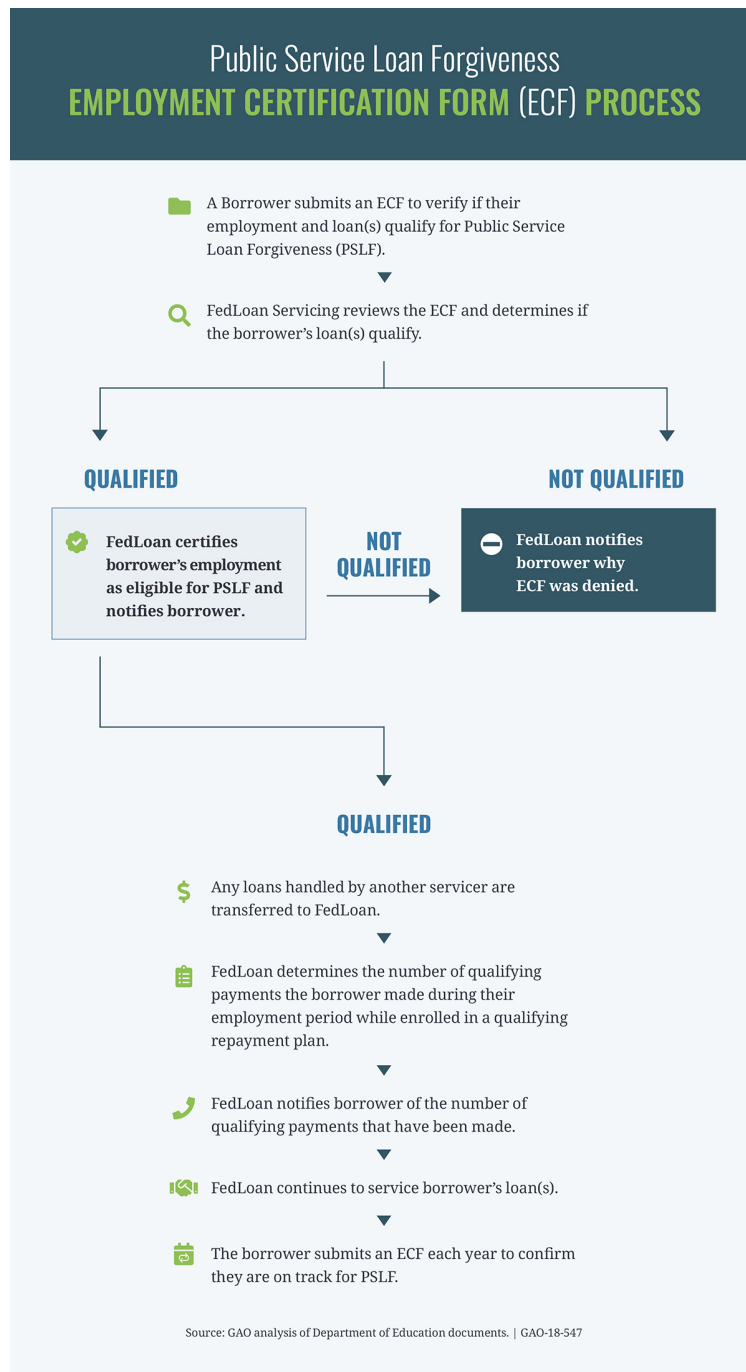 Public Service Loan Forgiveness
EMPLOYMENT CERTIFICATION FORM (ECF) PROCESS
A Borrower submits an ECF to verify if their
employment and loan(s) qualify for Public Service
Loan Forgiveness (PSLF).
FedLoan Servicing reviews the ECF and determines if
the borrower’s loan(s) qualify.
QUALIFIED
FedLoan certifies
borrower’s employment
as eligible for PSLF and
notifies borrower.
NOT
QUALIFIED
NOT QUALIFIED
FedLoan notifies
borrower why
ECF was denied.
QUALIFIED
Any loans handled by another servicer are
transferred to FedLoan.
FedLoan determines the number of qualifying
payments the borrower made during their
employment period while enrolled in a qualifying
repayment plan.
FedLoan notifies borrower of the number of
qualifying payments that have been made.
FedLoan continues to service borrower’s loan(s).
The borrower submits an ECF each year to confirm
they are on track for PSLF.
Source: GAO analysis of Department of Education documents. | GAO-18-547